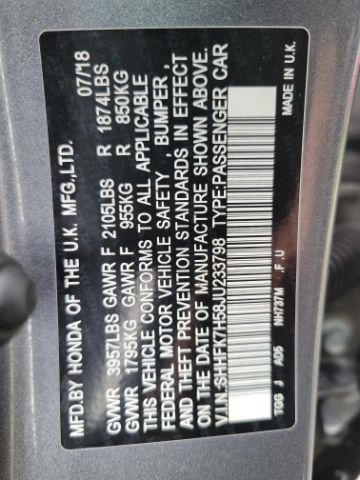 MFD.BY HONDA OF THE U.K. MFG.,LTD. 07/18
GVWR 3957LBS GAWR F 2105LBS R 1874LBS
GVWR 1795KG GAWR F 955KG R 850KG
THIS VEHICLE CONFORMS TO ALL APPLICABLE
FEDERAL MOTOR VEHICLE SAFETY , BUMPER ,
AND THEFT PREVENTION STANDARDS IN EFFECT
ON THE DATE OF MANUFACTURE SHOWN ABOVE.
V.I.N.:SHHFK7H58JU233798 TYPE:PASSENGER CAR
TGG J A05 NH737M ..F.U MADE IN U.K.